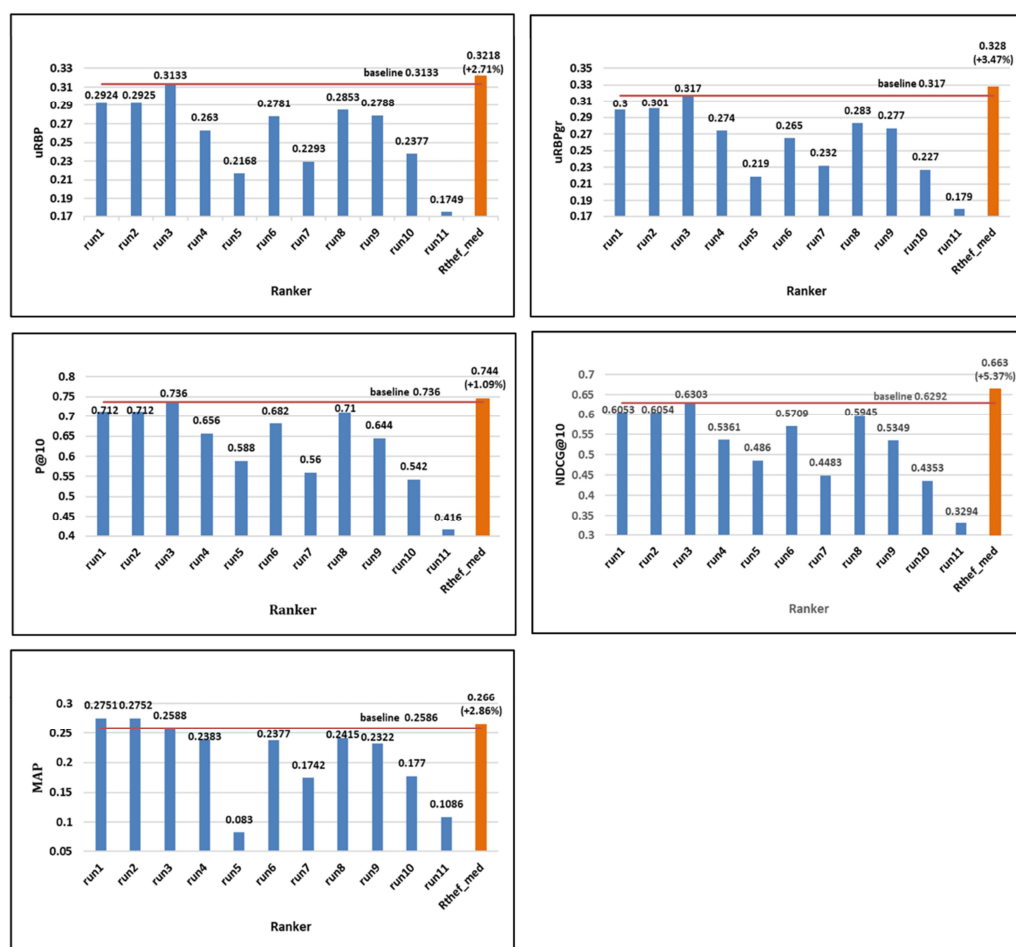 0.3218
(+2.71%)
baseline 0.3133
0.33
0.31
0.29
0.27
0.25
0.23
0.21
0.19
0.17
uRBP
0.2924
0.2925
0.3133
0.263
0.2168
0.2781
0.2293
0.2853
0.2788
0.2377
0.1749
run1
run2
run3
run4
run5
run6
run7
run8
run9
run10
run11
Rthef_med
Ranker
0.328
(+3.47%)
baseline 0.317
0.35
0.33
0.31
0.29
0.27
0.25
0.23
0.21
0.19
0.17
uRBPgr
0.3
0.301
0.317
0.274
0.219
0.265
0.232
0.283
0.277
0.227
0.179
run1
run2
run3
run4
run5
run6
run7
run8
run9
run10
run11
Rthef_med
Ranker
0.744
(+1.09%)
baseline 0.736
0.8
0.75
0.7
0.65
0.6
0.55
0.5
0.45
0.4
P@10
0.712
0.712
0.736
0.656
0.588
0.682
0.56
0.71
0.644
0.542
0.416
run1
run2
run3
run4
run5
run6
run7
run8
run9
run10
run11
Rthef_med
Ranker
0.663
(+5.37%)
baseline 0.6292
0.7
0.65
0.6
0.55
0.5
0.45
0.4
0.35
0.3
NDCG@10
0.6053
0.6054
0.6303
0.5361
0.486
0.5709
0.4483
0.5945
0.5349
0.4353
0.3294
run1
run2
run3
run4
run5
run6
run7
run8
run9
run10
run11
Rthef_med
Ranker
0.266
(+2.86%)
baseline 0.2586
0.3
0.25
0.2
0.15
0.1
0.05
MAP
0.2751
0.2752
0.2588
0.2383
0.083
0.2377
0.1742
0.2415
0.2322
0.177
0.1086
run1
run2
run3
run4
run5
run6
run7
run8
run9
run10
run11
Rthef_med
Ranker